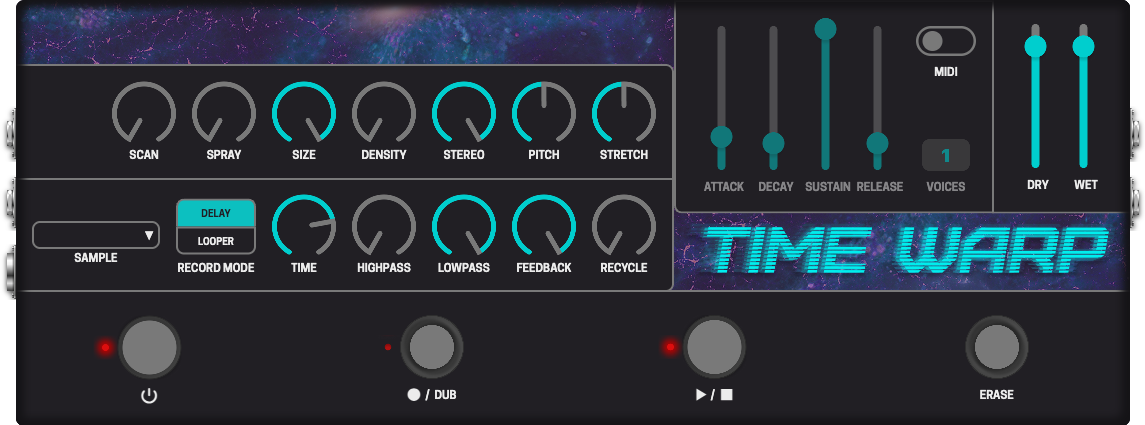 SCAN SPRAY SIZE DENSITY STEREO PITCH STRETCH
SAMPLE
DELAY
LOOPER
RECORD MODE
TIME HIGHPASS LOWPASS FEEDBACK RECYCLE
MIDI
1
ATTACK DECAY SUSTAIN RELEASE VOICES
DRY WET
TIME WARP
/ DUB
/
ERASE